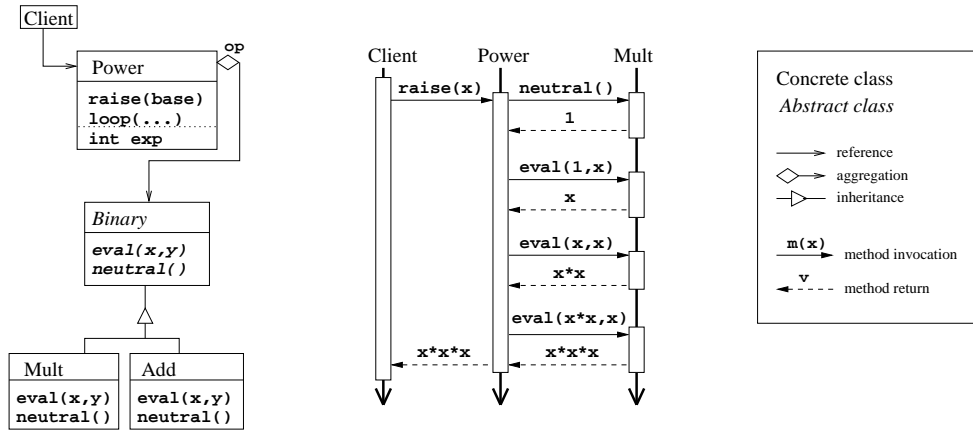 Client
op
Power
raise(base)
loop(...)
int exp
Binary
eval(x,y)
neutral()
Mult
eval(x,y)
neutral()
Add
eval(x,y)
neutral()
Client Power Mult
raise(x) neutral()
1
eval(1,x)
x
eval(x,x)
x*x
eval(x*x,x)
x*x*x x*x*x
Concrete class
Abstract class
reference
aggregation
inheritance
m(x)
method invocation
v
method return